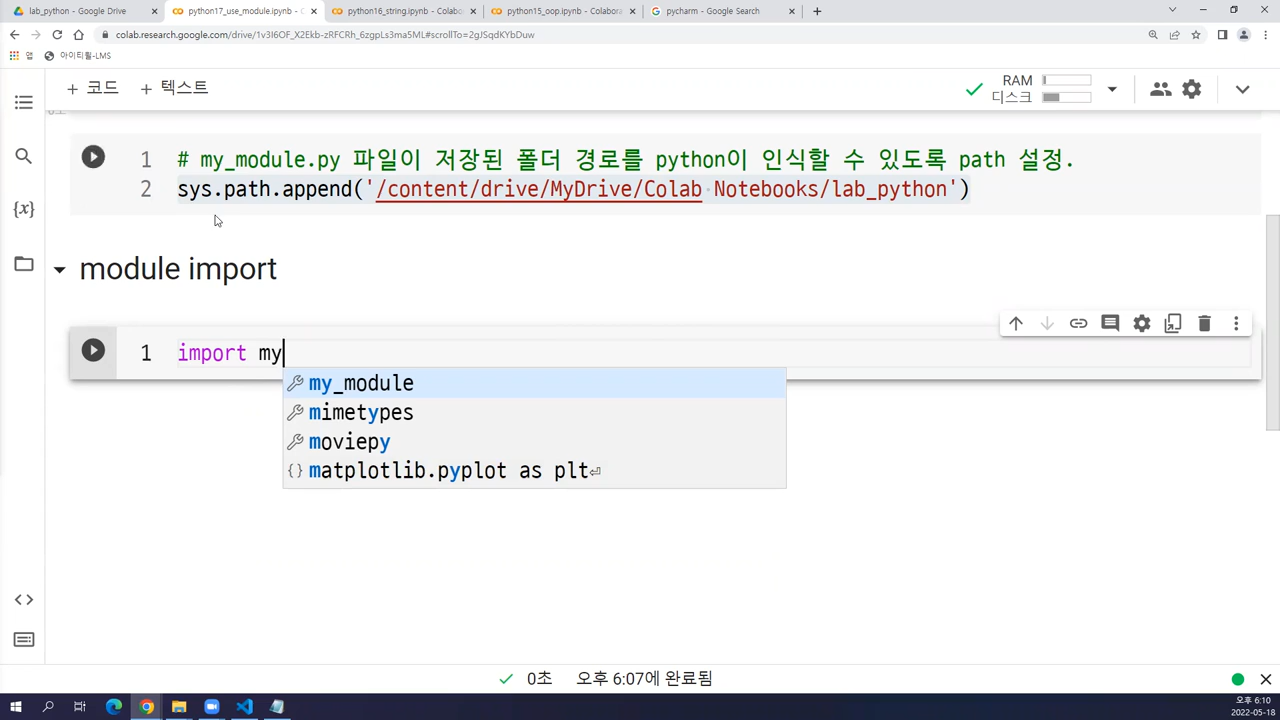 lab_python - Google Drive
python17_use_module.ipynb - C
python16_string.ipynb - Colabo
python15_oop.ipynb - Colabora
pycharm - Google Search
colab.research.google.com/drive/1v3I6OF_X2Ekb-zRFCRh_6zgpLs3ma5ML#scrollTo=2gJSqdKYbDuw
앱
아이티윌-LMS
+ 코드
+ 텍스트
RAM
디스크
1 # my_module.py 파일이 저장된 폴더 경로를 python이 인식할 수 있도록 path 설정.
2 sys.path.append('/content/drive/MyDrive/Colab Notebooks/lab_python')
{x}
module import
1 import my
my_module
mimetypes
moviepy
{} matplotlib.pyplot as plt
0초 오후 6:07에 완료됨
오후 6:10
2022-05-18